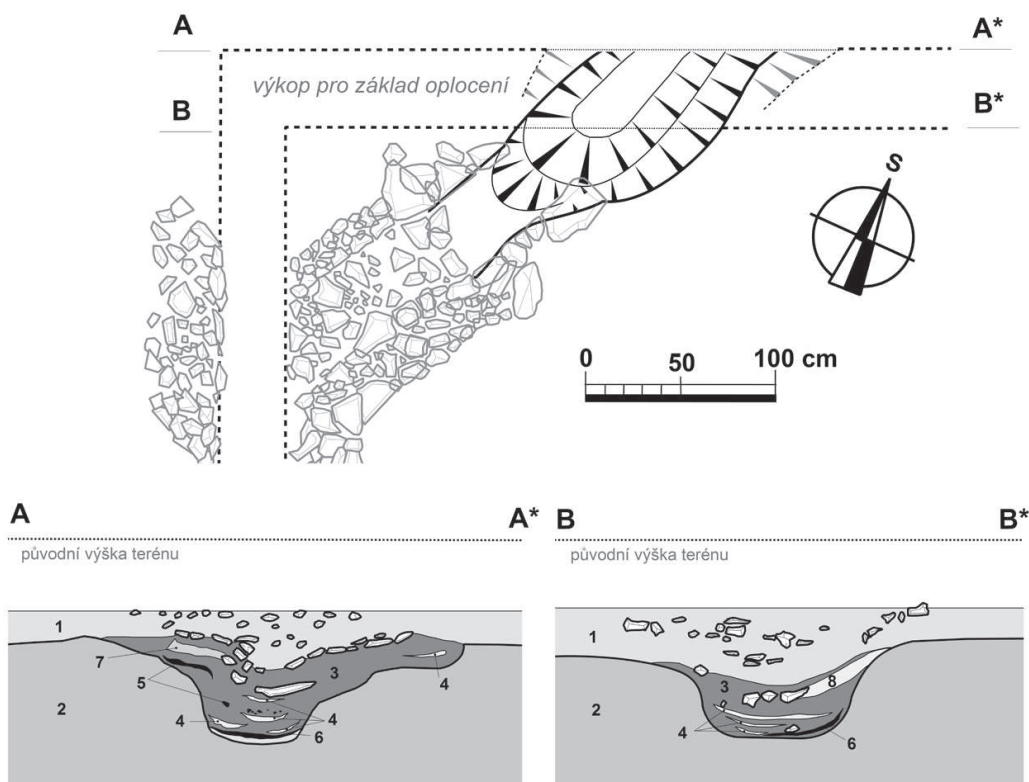 A A*
výkop pro základ oplocení
B B*
S
0 50 100 cm
A A* B B*
původní výška terénu původní výška terénu
1 1
7 3 8
5 4 3
2 4 4 2 4
6 6